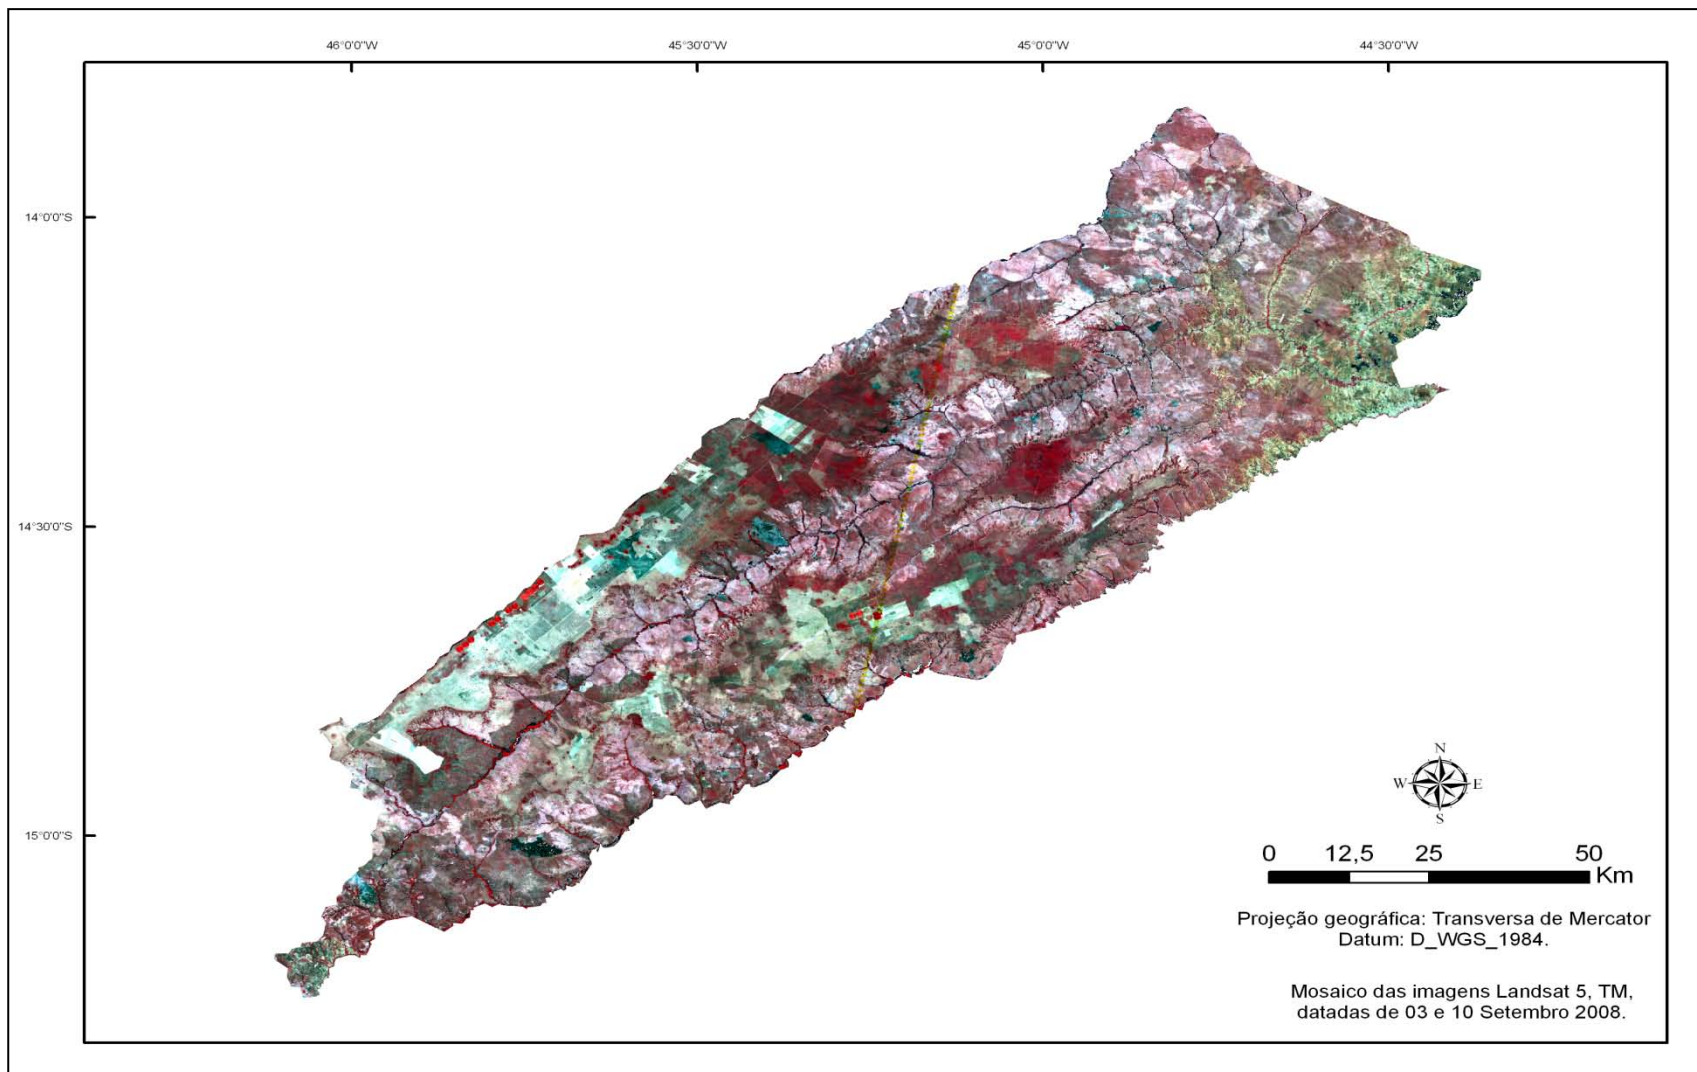 46°0'0"W 45°30'0"W 45°0'0"W 44°30'0"W
14°0'0"S
14°30'0"S
15°0'0"S
N
W E
S
0 12,5 25 50
Km
Projeção geográfica: Transversa de Mercator
Datum: D_WGS_1984.
Mosaico das imagens Landsat 5, TM,
datadas de 03 e 10 Setembro 2008.